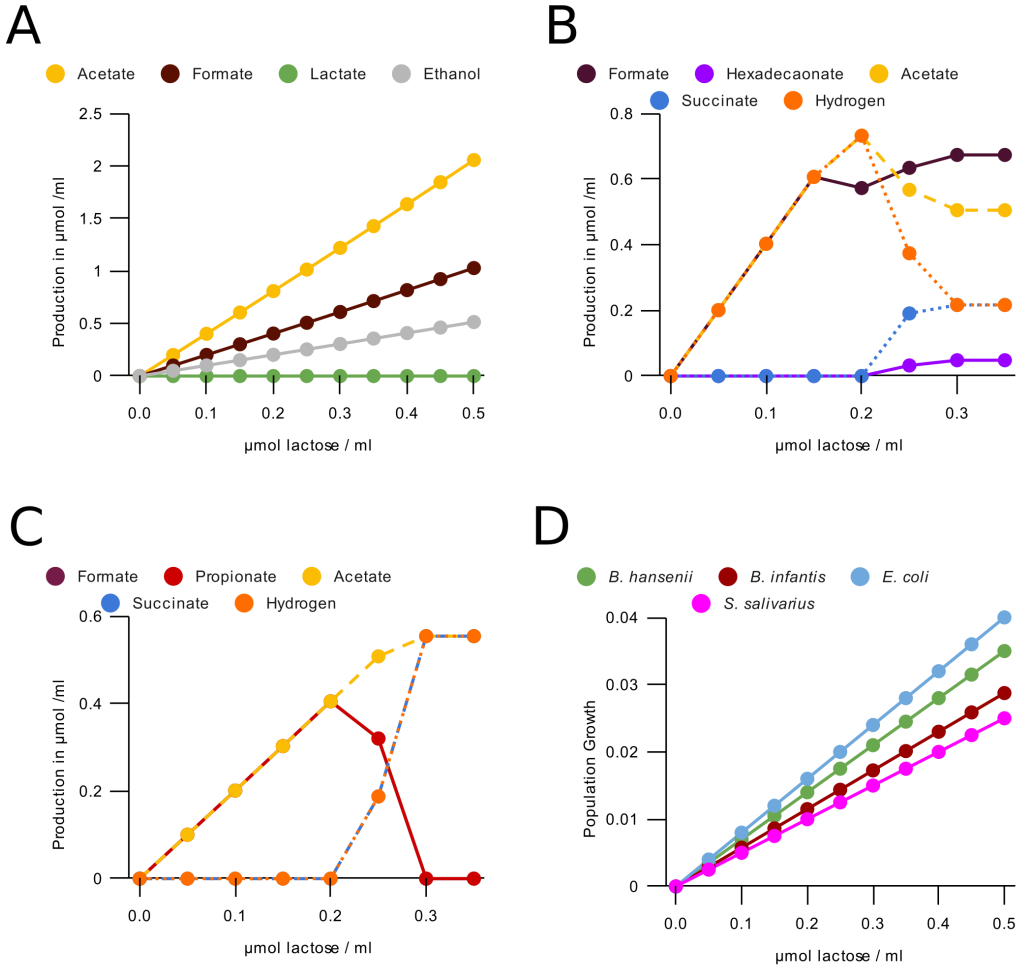 A
Acetate Formate Lactate Ethanol
2.5
2
1.5
1
0.5
0
Production in µmol /ml
0.0 0.1 0.2 0.3 0.4 0.5
µmol lactose / ml
B
Formate Hexadecaonate Acetate
Succinate Hydrogen
0.8
0.6
0.4
0.2
0
Production in µmol /ml
0.0 0.1 0.2 0.3
µmol lactose / ml
C
Formate Propionate Acetate
Succinate Hydrogen
0.6
0.4
0.2
0
Production in µmol /ml
0.0 0.1 0.2 0.3
µmol lactose / ml
D
B. hansenii B. infantis E. coli
S. salivarius
0.04
0.03
0.02
0.01
0
Population Growth
0.0 0.1 0.2 0.3 0.4 0.5
µmol lactose / ml